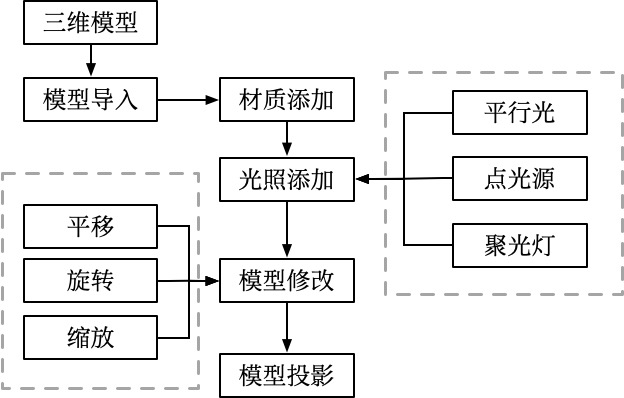 三维模型
模型导入
材质添加
光照添加
模型修改
模型投影
平行光
点光源
聚光灯
平移
旋转
缩放